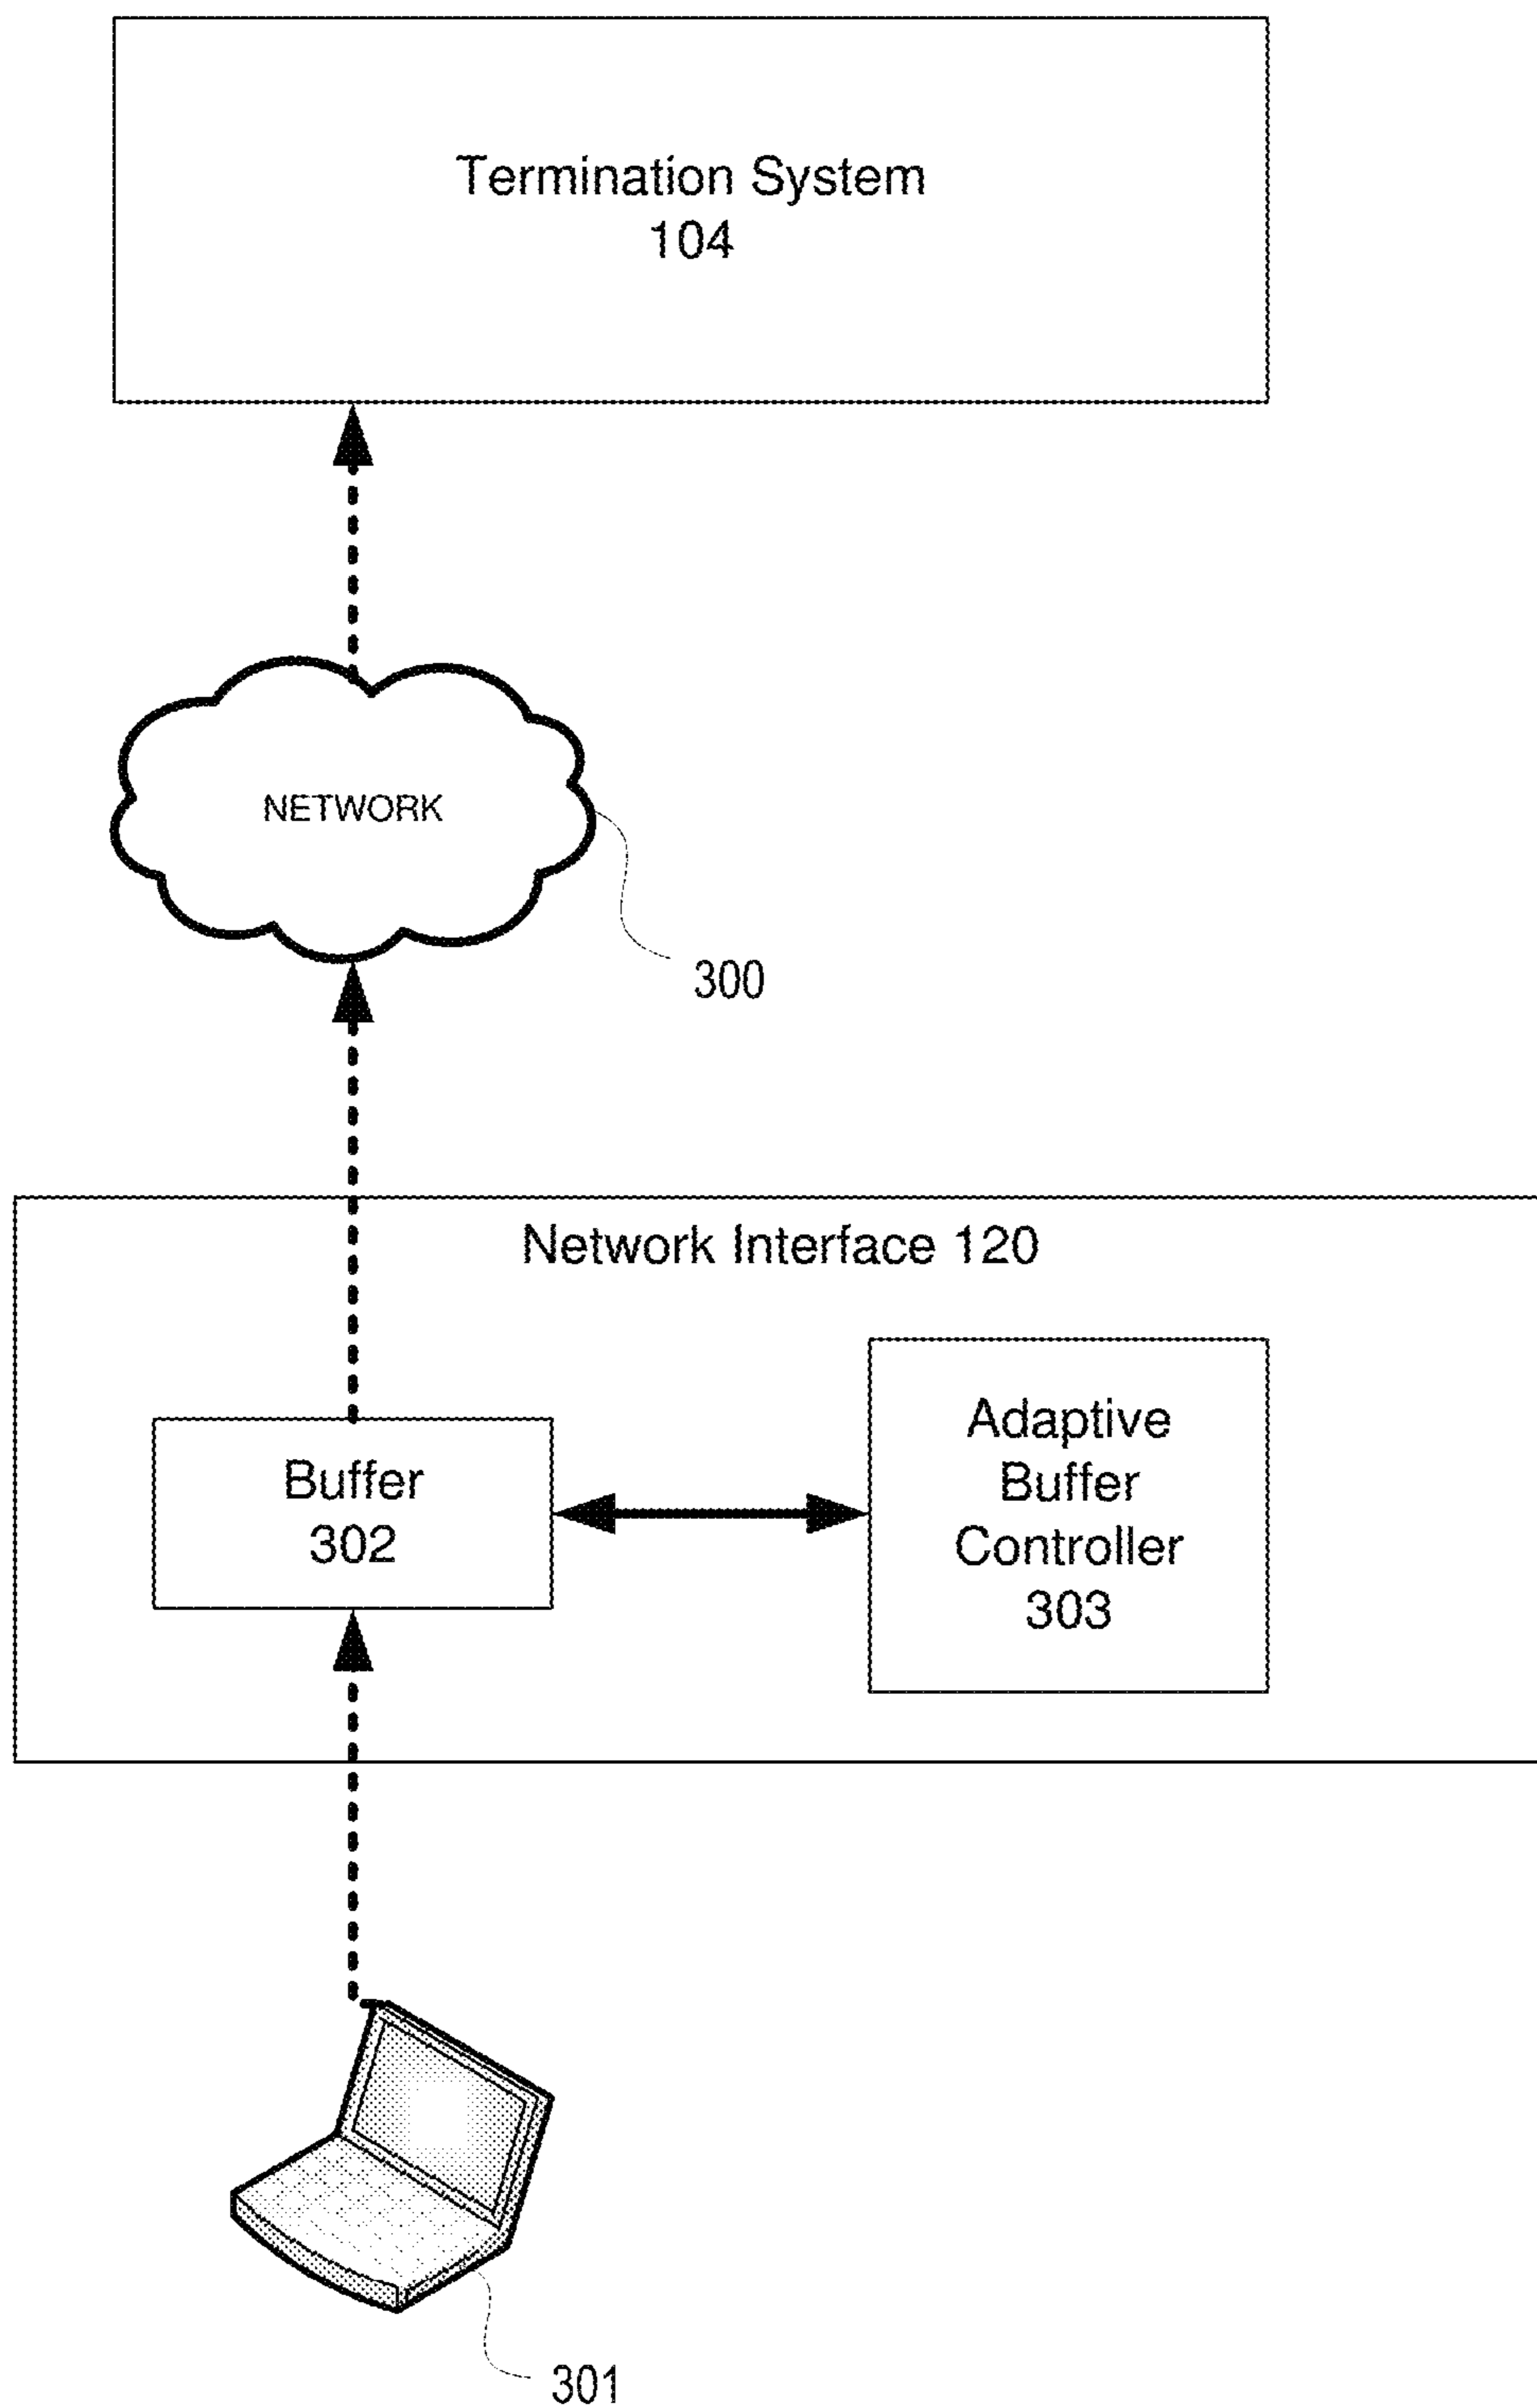 Termination System
104
NETWORK
300
Network Interface 120
Buffer
302
Adaptive
Buffer
Controller
303
301